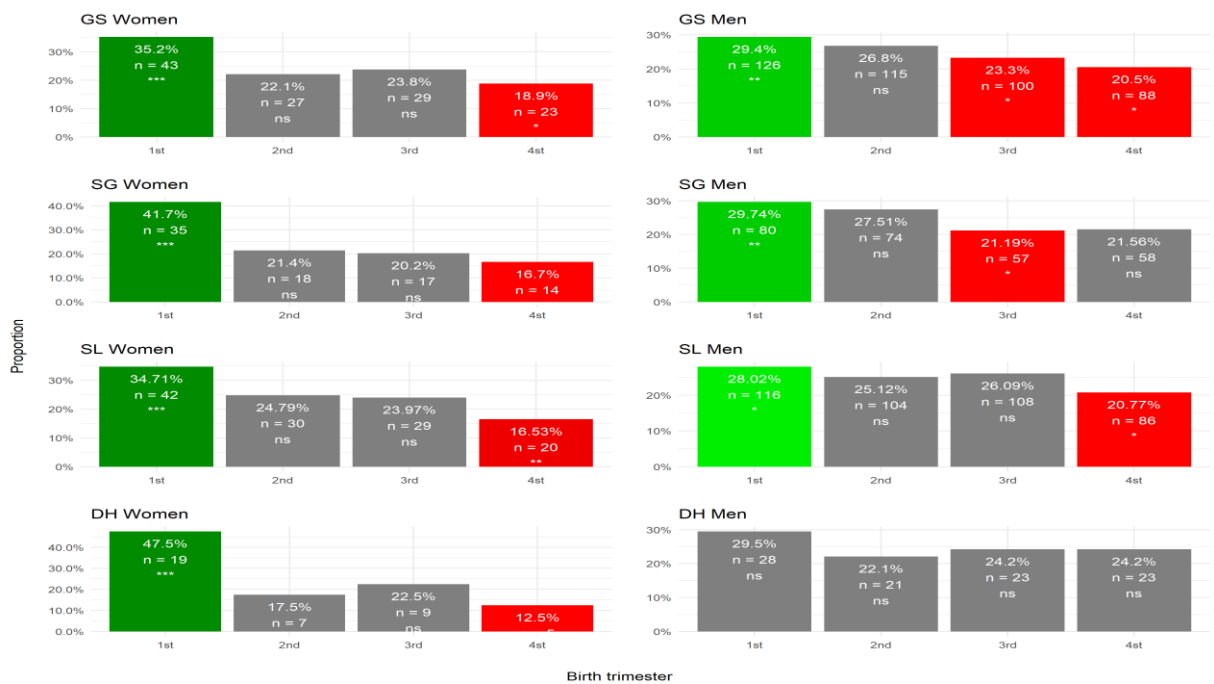 GS Women
30%
20%
10%
0%
35.2%
n = 43
***
22.1%
n = 27
ns
23.8%
n = 29
ns
18.9%
n = 23
*
1st
2nd
3rd
4st
GS Men
30%
20%
10%
0%
29.4%
n = 126
**
26.8%
n = 115
ns
23.3%
n = 100
*
20.5%
n = 88
*
1st
2nd
3rd
4st
SG Women
40.0%
30.0%
20.0%
10.0%
0.0%
41.7%
n = 35
***
21.4%
n = 18
ns
20.2%
n = 17
ns
16.7%
n = 14
1st
2nd
3rd
4st
SG Men
30%
20%
10%
0%
29.74%
n = 80
**
27.51%
n = 74
ns
21.19%
n = 57
*
21.56%
n = 58
ns
1st
2nd
3rd
4st
Proportion
SL Women
30%
20%
10%
0%
34.71%
n = 42
***
24.79%
n = 30
ns
23.97%
n = 29
ns
16.53%
n = 20
**
1st
2nd
3rd
4st
SL Men
20%
10%
0%
28.02%
n = 116
*
25.12%
n = 104
ns
26.09%
n = 108
ns
20.77%
n = 86
*
1st
2nd
3rd
4st
DH Women
40.0%
30.0%
20.0%
10.0%
0.0%
47.5%
n = 19
***
17.5%
n = 7
22.5%
n = 9
ns
12.5%
1st
2nd
3rd
4st
DH Men
30%
20%
10%
0%
29.5%
n = 28
ns
22.1%
n = 21
ns
24.2%
n = 23
ns
24.2%
n = 23
ns
1st
2nd
3rd
4st
Birth trimester